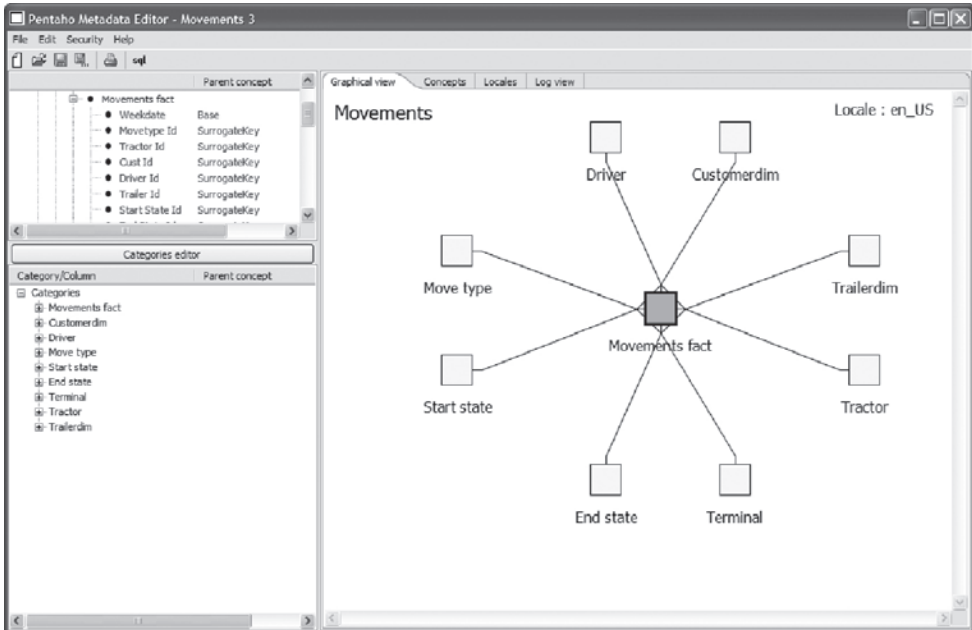 Pentaho Metadata Editor - Movements 3
File Edit Security Help
sql
Parent concept
Movements fact
Weekdate Base
Movetype Id SurrogateKey
Tractor Id SurrogateKey
Cust Id SurrogateKey
Driver Id SurrogateKey
Trailer Id SurrogateKey
Start State Id SurrogateKey
Categories editor
Category/Column Parent concept
Categories
Movements fact
Customerdim
Driver
Move type
Start state
End state
Terminal
Tractor
Trailerdim
Graphical view Concepts Locales Log view
Movements
Locale : en_US
Driver Customerdim
Move type Trailerdim
Movements fact
Start state Tractor
End state Terminal